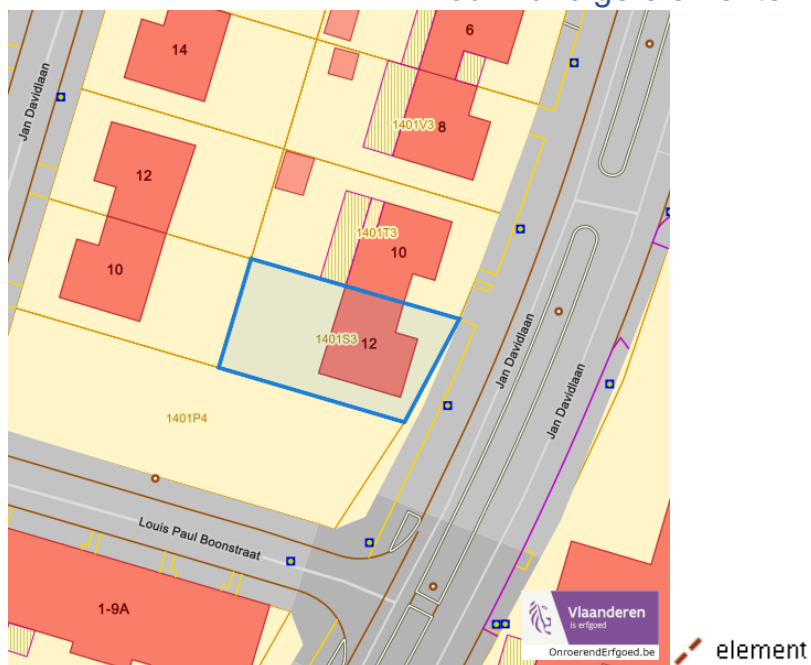 14
6
Jan Davidlaan
1401V3
8
12
1401T3
10
10
1401S3
12
Jan Davidlaan
Jan Davidlaan
1401P4
Louis Paul Boonstraat
1-9A
Vlaanderen
is erfgoed
OnroerendErfgoed.be
element